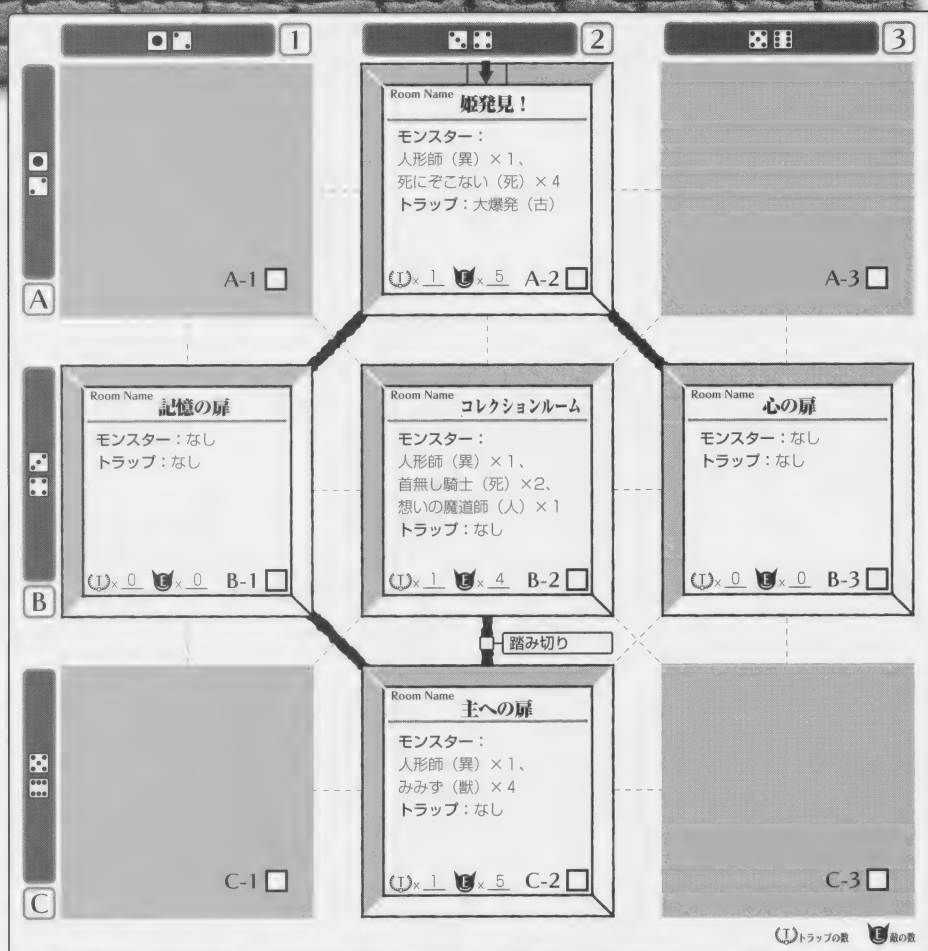 1
2
3
A
Room Name 姫発見！
モンスター：
人形師（異）×1、
死にぞこない（死）×4
トラップ：大爆発（古）
T×1 E×5 A-2
A-1
A-3
B
Room Name 記憶の扉
モンスター：なし
トラップ：なし
T×0 E×0 B-1
Room Name コレクションルーム
モンスター：
人形師（異）×1、
首無し騎士（死）×2、
想いの魔道師（人）×1
トラップ：なし
T×1 E×4 B-2
Room Name 心の扉
モンスター：なし
トラップ：なし
T×0 E×0 B-3
踏み切り
C
Room Name 主への扉
モンスター：
人形師（異）×1、
みみず（獣）×4
トラップ：なし
T×1 E×5 C-2
C-1
C-3
Tトラップの数 E敵の数